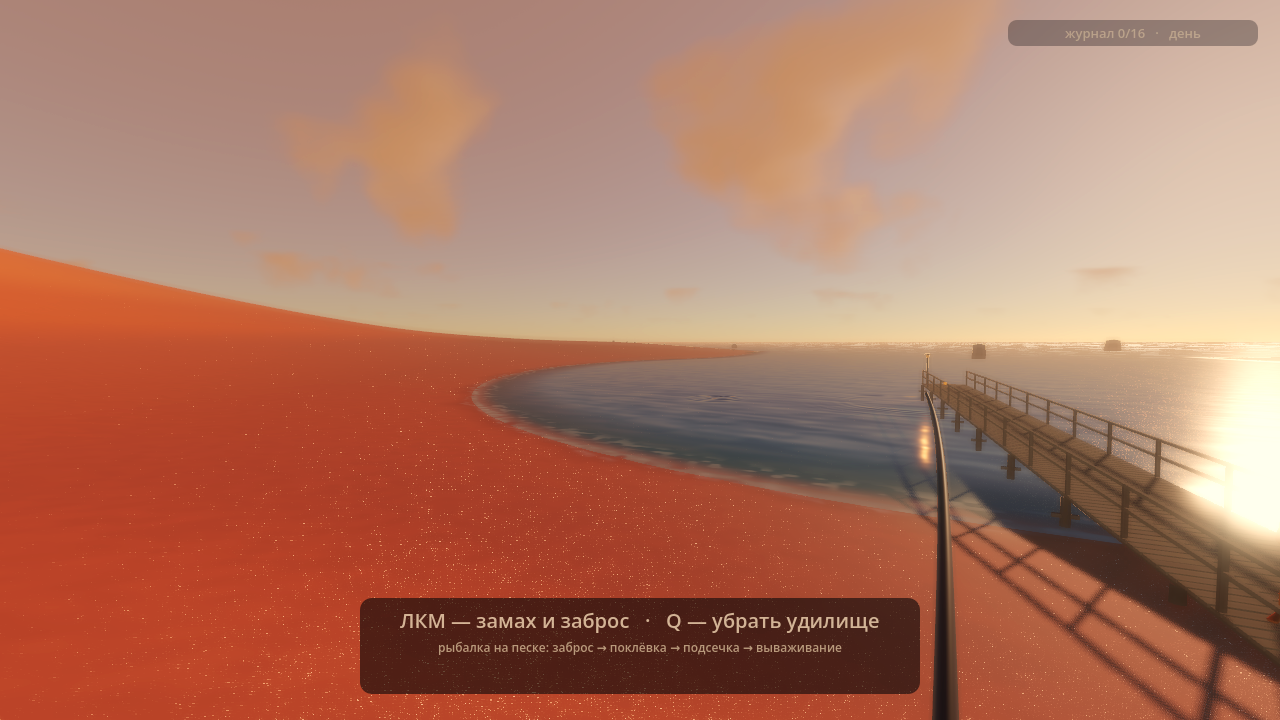 журнал 0/16 · день
ЛКМ — замах и заброс · Q — убрать удилище
рыбалка на песке: заброс → поклёвка → подсечка → вываживание